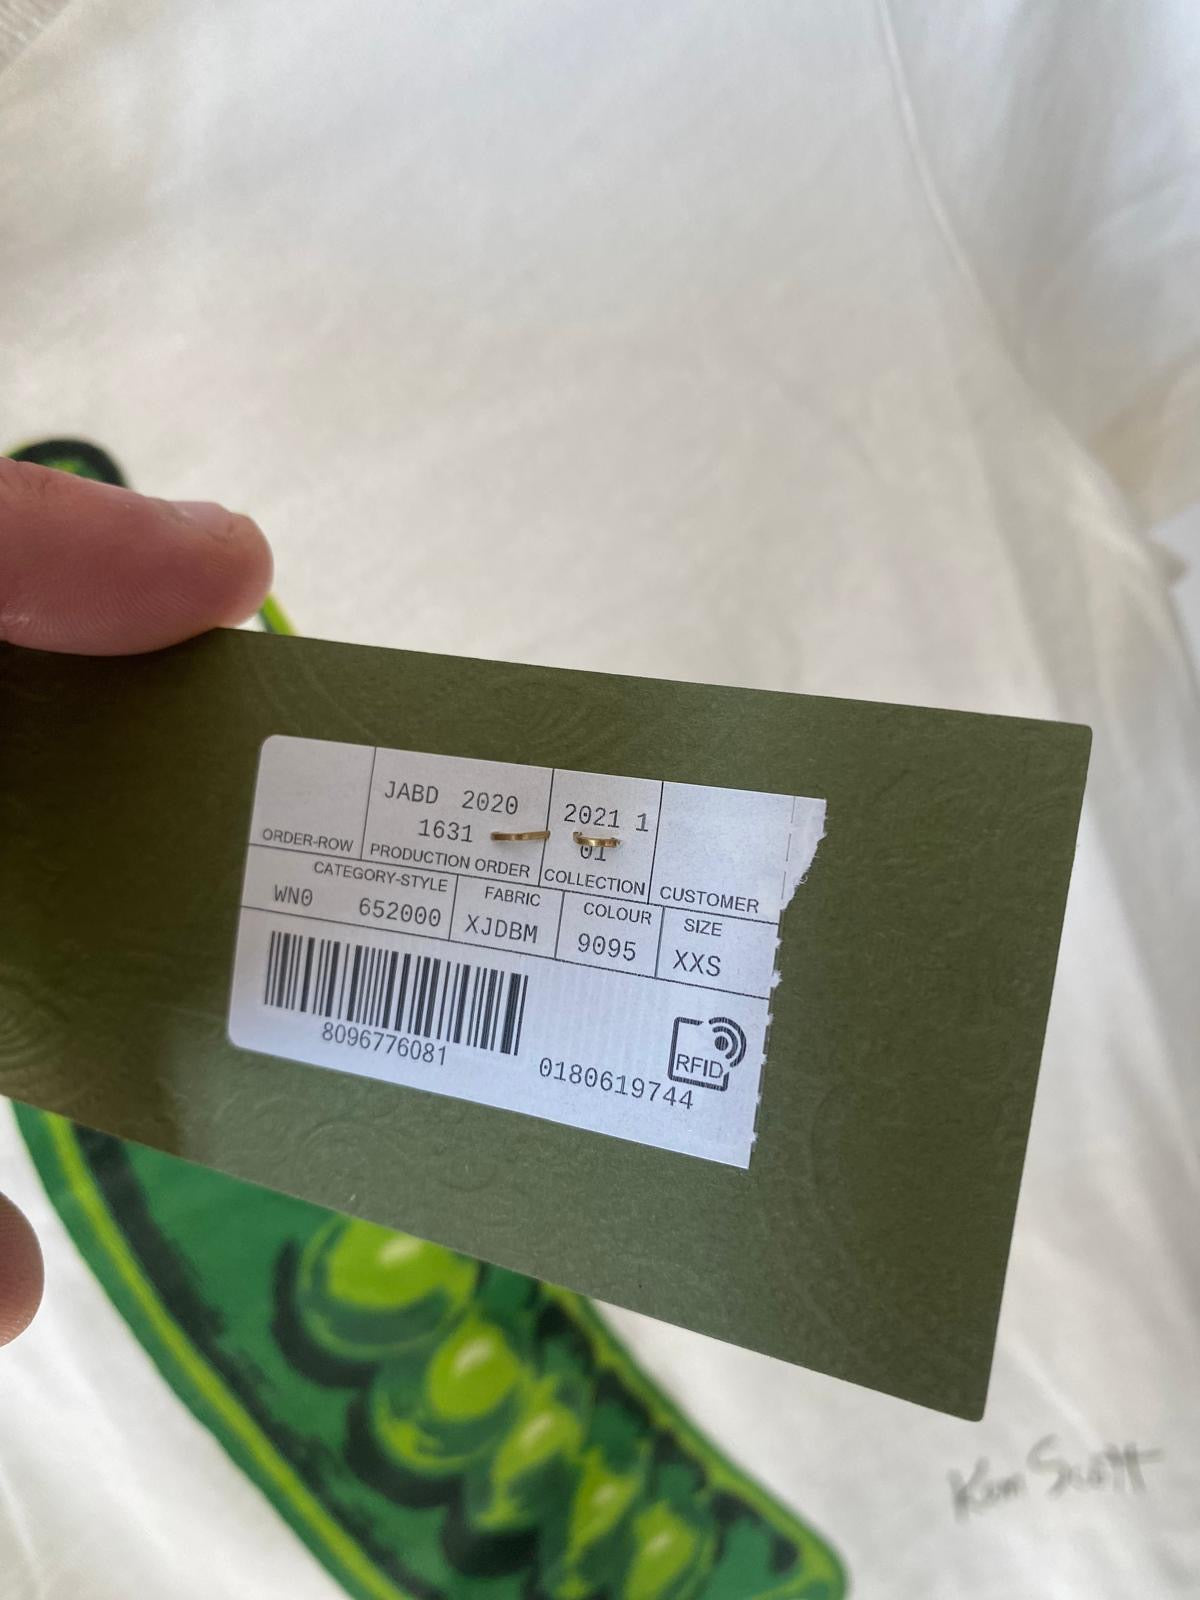 JABD 2020
1631
2021 1
01
ORDER-ROW
PRODUCTION ORDER
COLLECTION
CUSTOMER
CATEGORY-STYLE
FABRIC
COLOUR
SIZE
WN0 652000
XJDBM
9095
XXS
8096776081
0180619744
RFID
Ken Scott